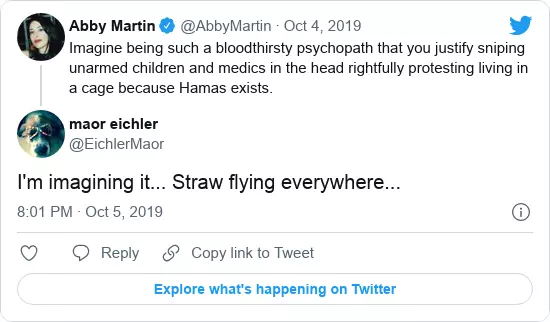 Abby Martin @AbbyMartin · Oct 4, 2019
Imagine being such a bloodthirsty psychopath that you justify sniping
unarmed children and medics in the head rightfully protesting living in
a cage because Hamas exists.
maor eichler
@EichlerMaor
I'm imagining it... Straw flying everywhere...
8:01 PM · Oct 5, 2019
Reply Copy link to Tweet
Explore what's happening on Twitter